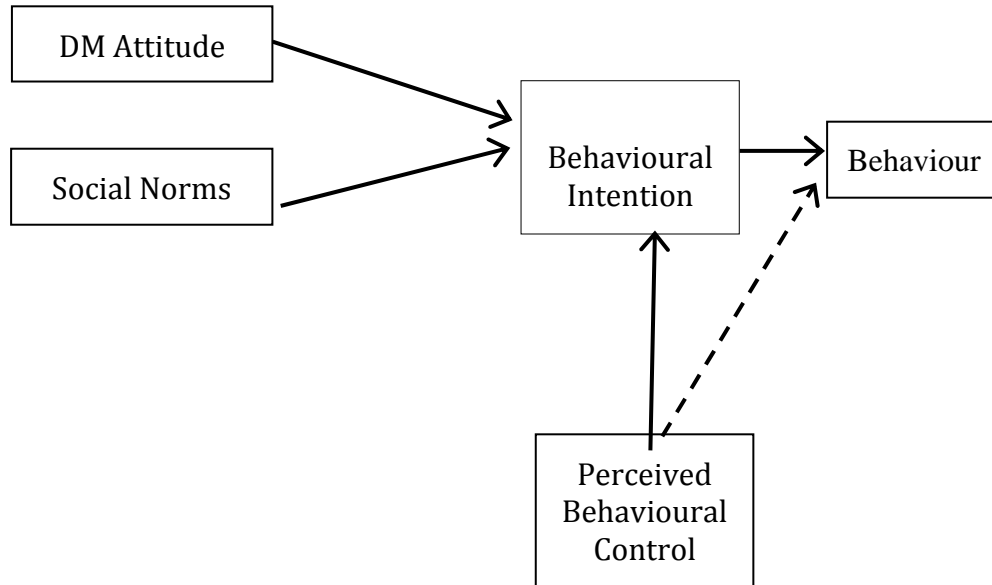 DM Attitude
Social Norms
Behavioural
Intention
Behaviour
Perceived
Behavioural
Control